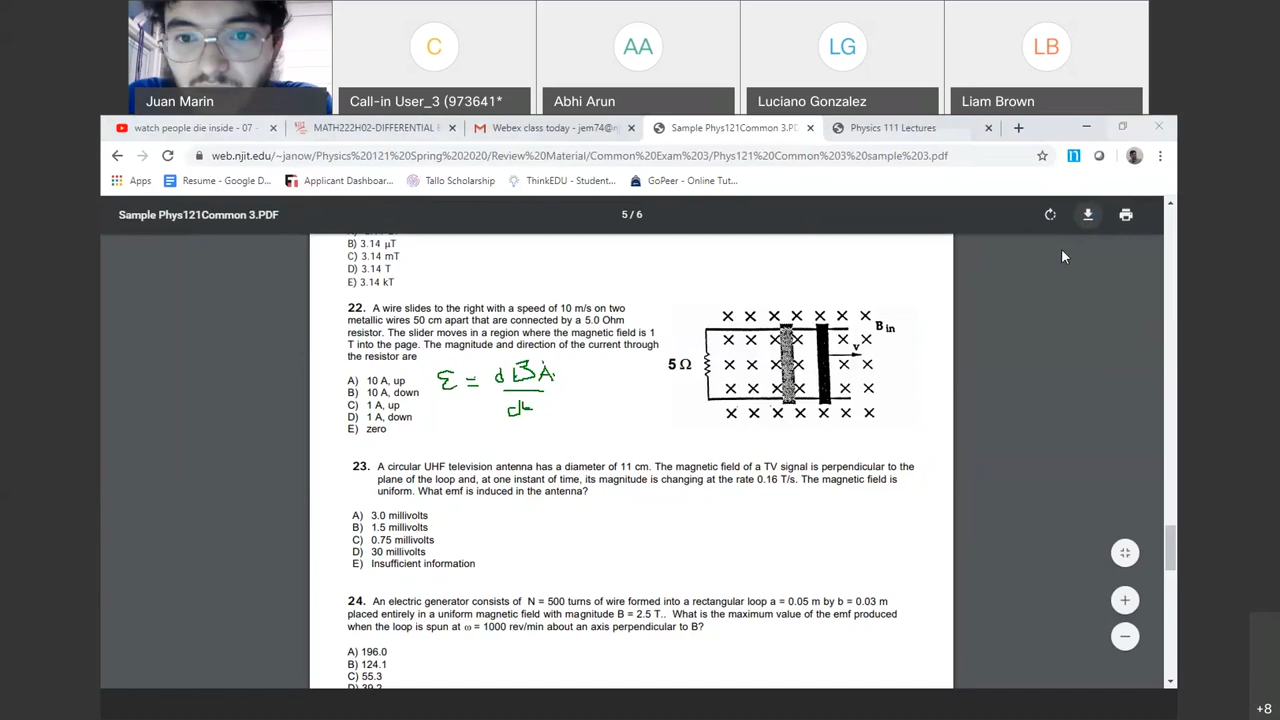 C
AA
LG
LB
Juan Marin
Call-in User_3 (973641*
Abhi Arun
Luciano Gonzalez
Liam Brown
watch people die inside - 07 -
MATH222H02-DIFFERENTIAL
Webex class today - jem74@n
Sample Phys121Common 3.PD
Physics 111 Lectures
web.njit.edu/~janow/Physics%20121%20Spring%202020/Review%20Material/Common%20Exam%203/Phys121%20Common%203%20sample%203.pdf
Apps
Resume - Google D...
Applicant Dashboar...
Tallo Scholarship
ThinkEDU - Student...
GoPeer - Online Tut...
Sample Phys121Common 3.PDF
5 / 6
B) 3.14 μT
C) 3.14 mT
D) 3.14 T
E) 3.14 kT
22. A wire slides to the right with a speed of 10 m/s on two
metallic wires 50 cm apart that are connected by a 5.0 Ohm
resistor. The slider moves in a region where the magnetic field is 1
T into the page. The magnitude and direction of the current through
the resistor are
A) 10 A, up
B) 10 A, down
C) 1 A, up
D) 1 A, down
E) zero
ε = dBA
dt
B in
v
5 Ω
23. A circular UHF television antenna has a diameter of 11 cm. The magnetic field of a TV signal is perpendicular to the
plane of the loop and, at one instant of time, its magnitude is changing at the rate 0.16 T/s. The magnetic field is
uniform. What emf is induced in the antenna?
A) 3.0 millivolts
B) 1.5 millivolts
C) 0.75 millivolts
D) 30 millivolts
E) Insufficient information
24. An electric generator consists of N = 500 turns of wire formed into a rectangular loop a = 0.05 m by b = 0.03 m
placed entirely in a uniform magnetic field with magnitude B = 2.5 T.. What is the maximum value of the emf produced
when the loop is spun at ω = 1000 rev/min about an axis perpendicular to B?
A) 196.0
B) 124.1
C) 55.3
D) 39.2
+8